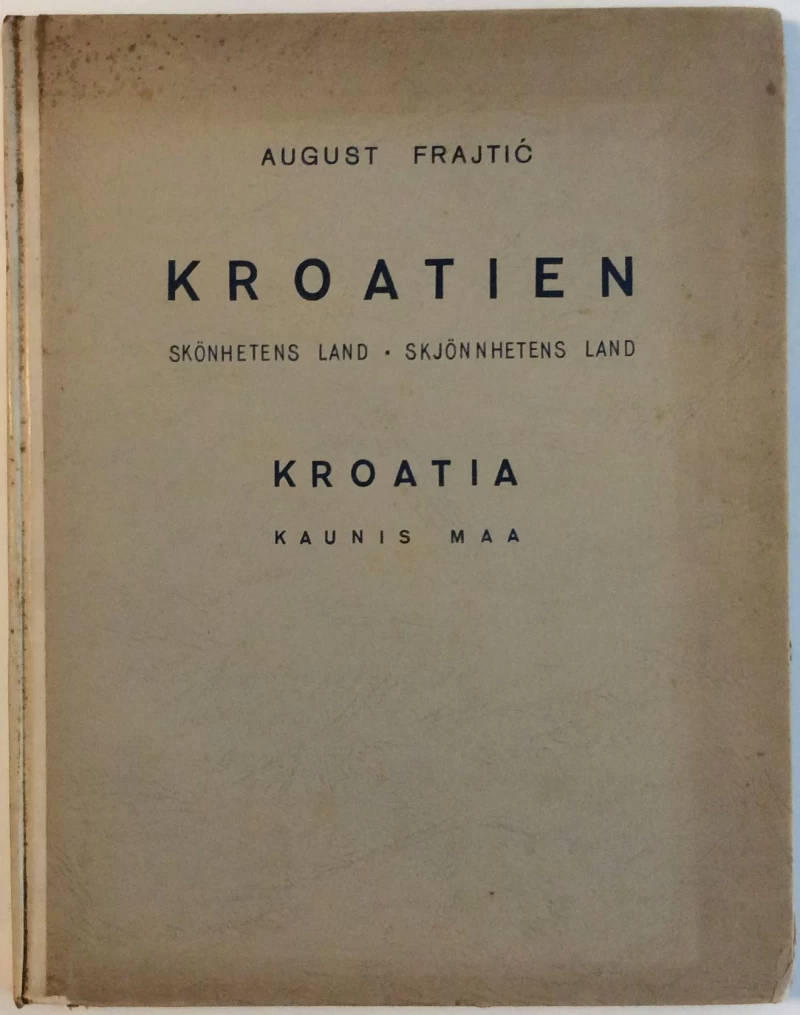 AUGUST FRAJTIĆ
KROATIEN
SKÖNHETENS LAND • SKJÖNNHETENS LAND
KROATIA
KAUNIS MAA